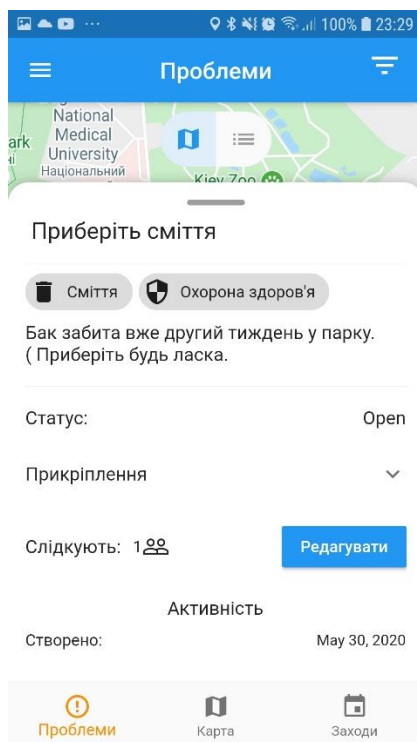 100% 23:29
Проблеми
National
Medical
University
Національний
ark
Kiev Zoo
Приберіть сміття
Сміття
Охорона здоров'я
Бак забита вже другий тиждень у парку.
( Приберіть будь ласка.
Статус: Open
Прикріплення
Слідкують: 1
Редагувати
Активність
Створено: May 30, 2020
Проблеми
Карта
Заходи